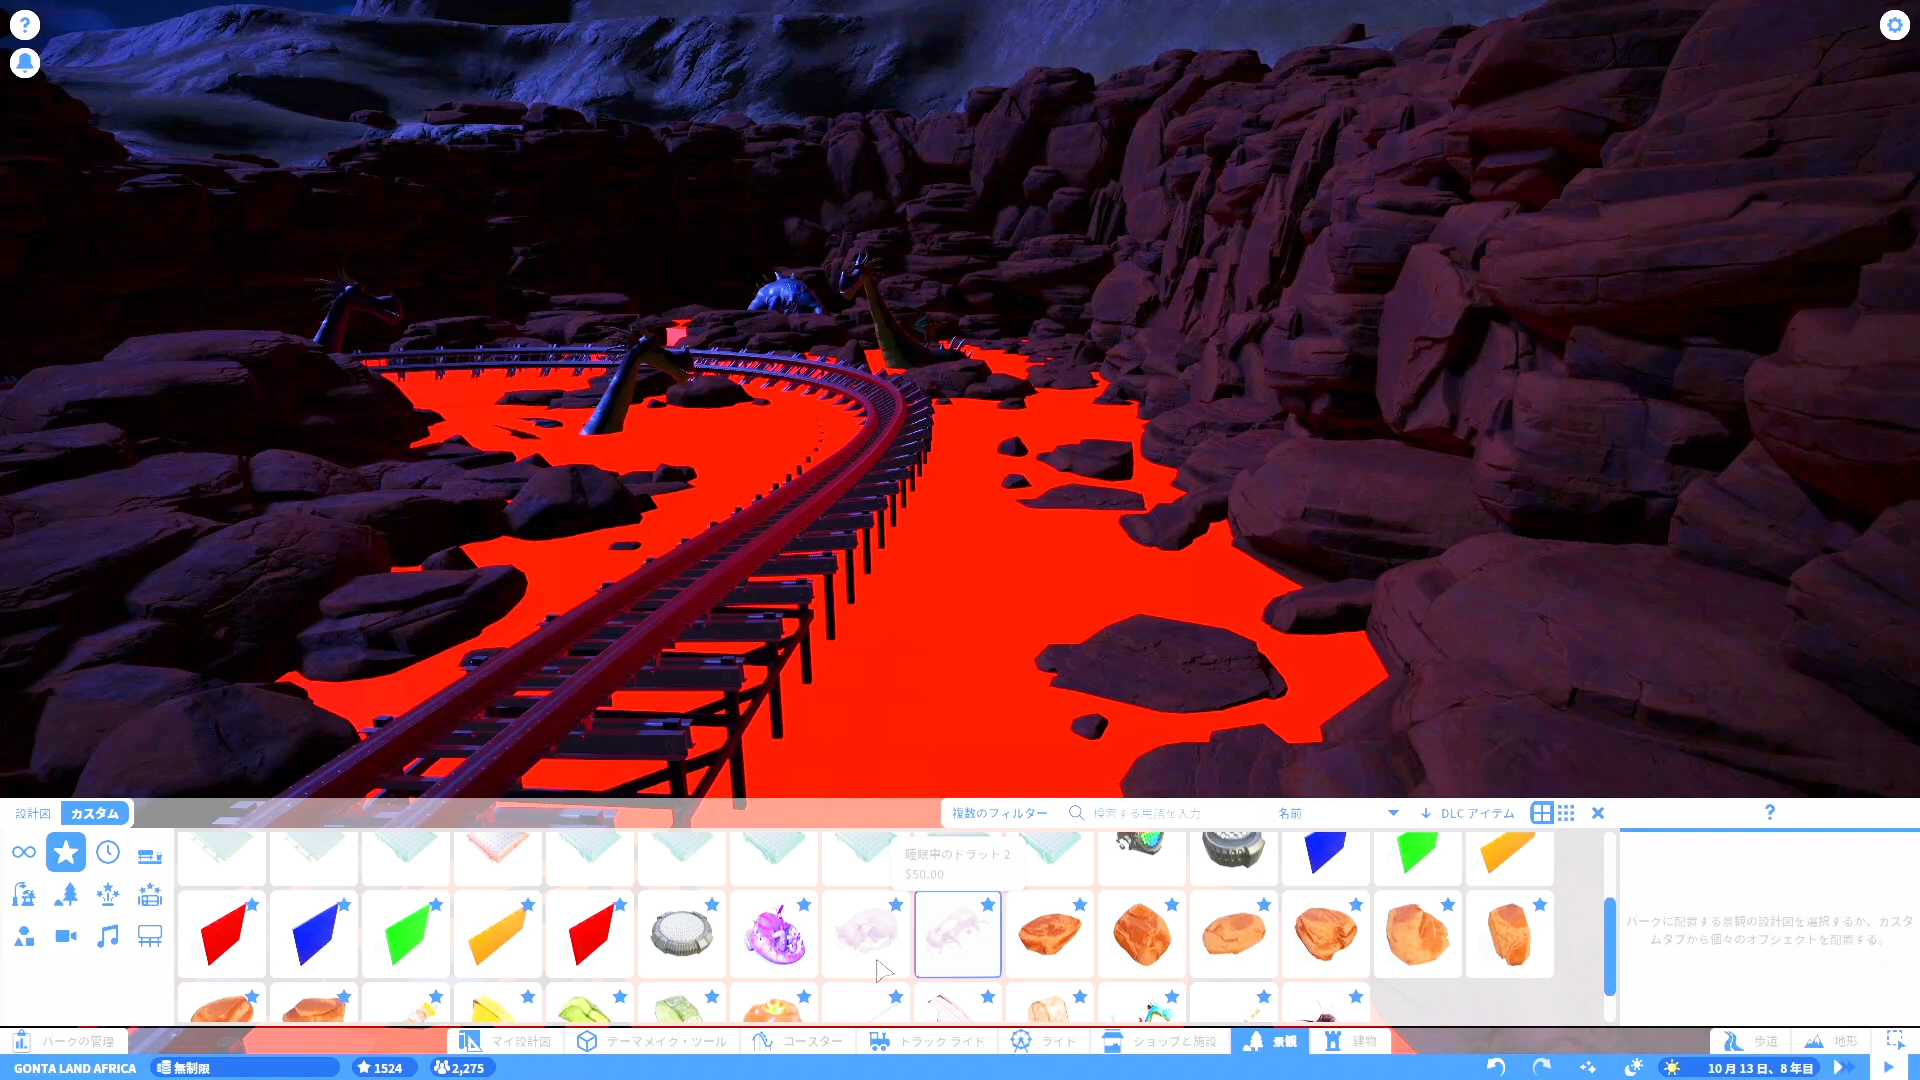 設計図
カスタム
複数のフィルター
検索する用語を入力
名前
DLC アイテム
睡眠中のドラット 2
$50.00
パークに配置する景観の設計図を選択するか、カスタ
ムタブから個々のオブジェクトを配置する。
パークの管理
マイ設計図
テーマメイク・ツール
コースター
トラック ライド
ライド
ショップと施設
景観
建物
歩道
地形
GONTA LAND AFRICA
無制限
1524
2,275
10 月 13 日、8 年目